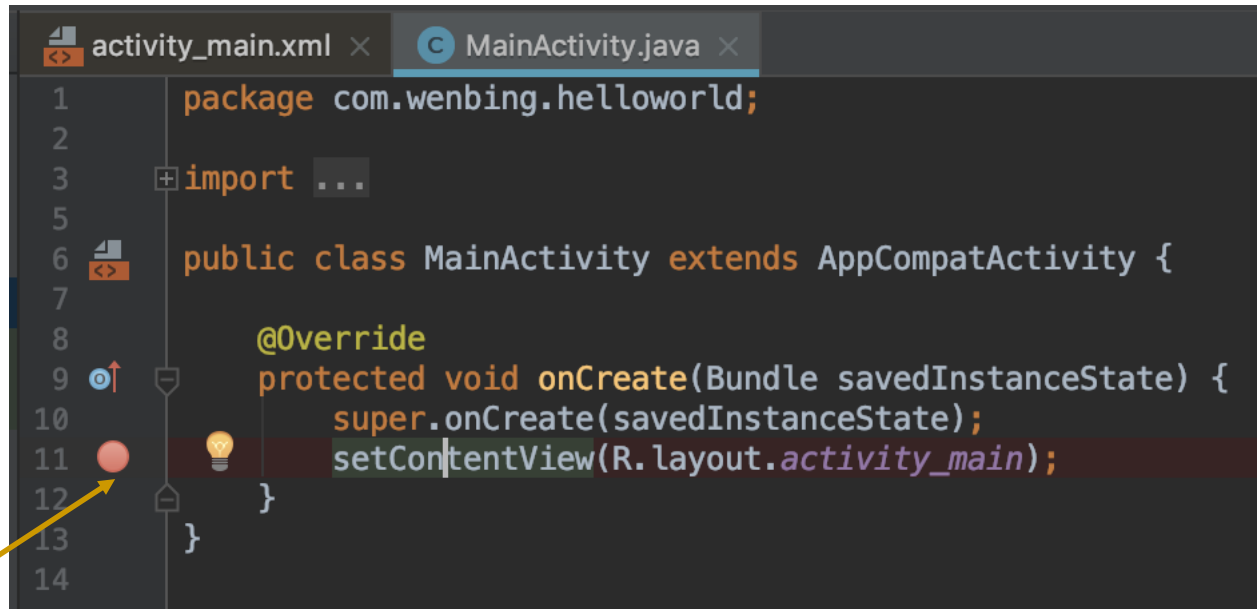 activity_main.xml × C MainActivity.java ×
1 package com.wenbing.helloworld;
2
3 import ...
5
6 public class MainActivity extends AppCompatActivity {
7
8 @Override
9 protected void onCreate(Bundle savedInstanceState) {
10 super.onCreate(savedInstanceState);
11 setContentView(R.layout.activity_main);
12 }
13 }
14